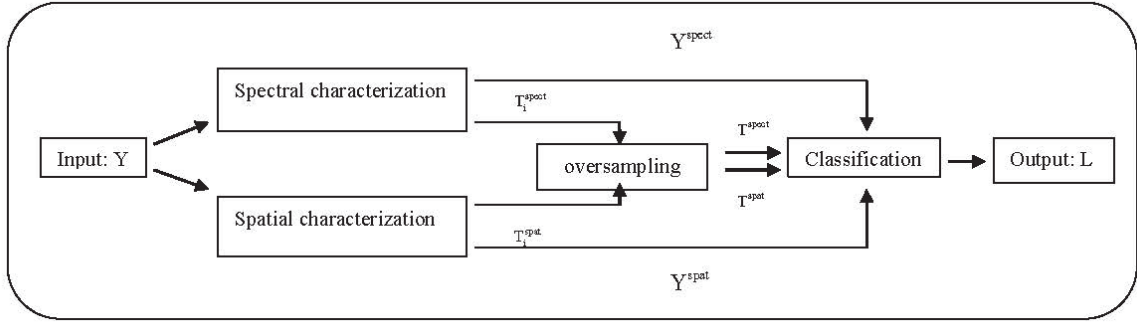 Y^spect
Spectral characterization
T_i^spect
T^spect
Input: Y
oversampling
Classification
Output: L
T^spat
Spatial characterization
T_i^spat
Y^spat